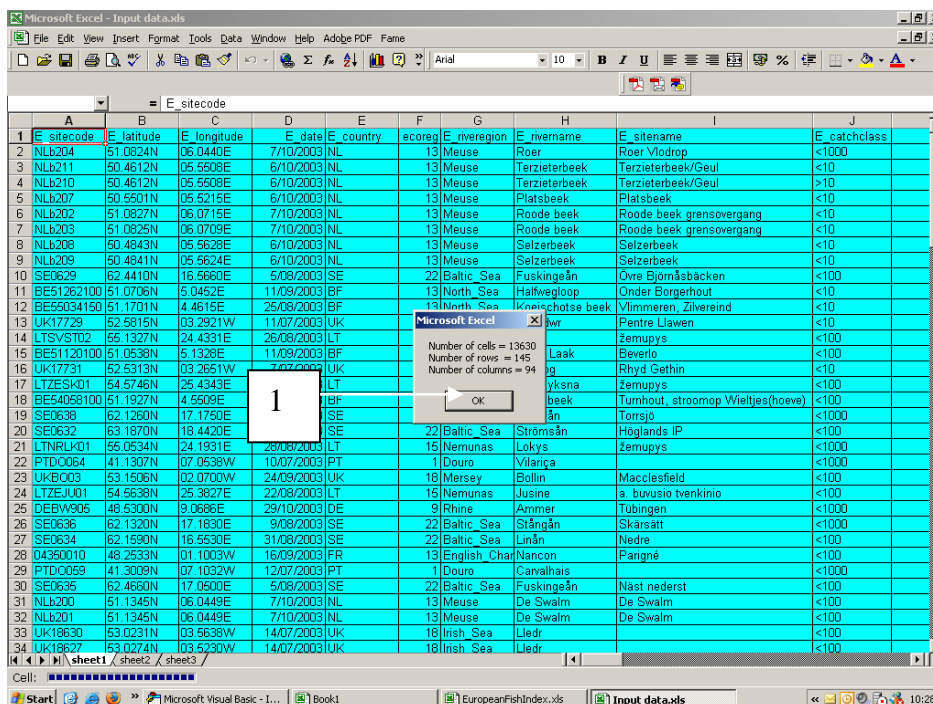 Microsoft Excel - Input data.xls
File Edit View Insert Format Tools Data Window Help Adobe PDF Fame
Arial 10 B I U
= E_sitecode
A B C D E F G H I J
1 E_sitecode E_latitude E_longitude E_date E_country ecoreg E_riveregion E_rivername E_sitename E_catchclass
2 NLb204 51.0824N 06.0440E 7/10/2003 NL 13 Meuse Roer Roer Vlodrop <1000
3 NLb211 50.4612N 05.5508E 6/10/2003 NL 13 Meuse Terzieterbeek Terzieterbeek/Geul <10
4 NLb210 50.4612N 05.5508E 6/10/2003 NL 13 Meuse Terzieterbeek Terzieterbeek/Geul >10
5 NLb207 50.5501N 05.5215E 6/10/2003 NL 13 Meuse Platsbeek Platsbeek <10
6 NLb202 51.0827N 06.0715E 7/10/2003 NL 13 Meuse Roode beek Roode beek grensovergang <10
7 NLb203 51.0825N 06.0709E 7/10/2003 NL 13 Meuse Roode beek Roode beek grensovergang <10
8 NLb208 50.4843N 05.5628E 6/10/2003 NL 13 Meuse Selzerbeek Selzerbeek <10
9 NLb209 50.4841N 05.5624E 6/10/2003 NL 13 Meuse Selzerbeek Selzerbeek <10
10 SE0629 62.4410N 16.5660E 5/08/2003 SE 22 Baltic_Sea Fuskingeån Övre Björnåsbäcken <100
11 BE51262100 51.0706N 5.0452E 11/09/2003 BF 13 North_Sea Halfwegloop Onder Borgerhout <10
12 BE55034150 51.1701N 4.4615E 25/08/2003 BF 13 North_Sea Kneischotse beek Vlimmeren, Zilvereind <10
13 UK17729 52.5815N 03.2921W 11/07/2003 UK Pentre Llawen <10
14 LTSVST02 55.1327N 24.4331E 26/08/2003 LT žemupys <100
15 BE51120100 51.0538N 5.1328E 11/09/2003 BF Laak Beverlo <100
16 UK17731 52.5313N 03.2651W 7/07/2003 UK Rhyd Gethin <10
17 LTZESK01 54.5746N 25.4343E LT yksna žemupys <100
18 BE54058100 51.1927N 4.5509E BF beek Turnhout, stroomop Wieltjes(hoeve) <100
19 SE0638 62.1260N 17.1750E SE ån Torrsjö <1000
20 SE0632 63.1870N 18.4420E SE 22 Baltic_Sea Strömsån Höglands IP <100
21 LTNRLK01 55.0534N 24.1931E 28/08/2003 LT 15 Nemunas Lokys žemupys <1000
22 PTDO064 41.1307N 07.0538W 10/07/2003 PT 1 Douro Vilariça <1000
23 UKBO03 53.1506N 02.0700W 24/09/2003 UK 18 Mersey Bollin Macclesfield <100
24 LTZEJU01 54.5638N 25.3827E 22/08/2003 LT 15 Nemunas Jusine a. buvusio tvenkinio <100
25 DEBW905 48.5300N 9.0686E 29/10/2003 DE 9 Rhine Ammer Tübingen <1000
26 SE0636 62.1320N 17.1830E 9/08/2003 SE 22 Baltic_Sea Stångån Skärsätt <1000
27 SE0634 62.1590N 16.5530E 31/08/2003 SE 22 Baltic_Sea Linån Nedre <100
28 04350010 48.2533N 01.1003W 16/09/2003 FR 13 English_Char Nancon Parigné <100
29 PTDO059 41.3009N 07.1032W 12/07/2003 PT 1 Douro Carvalhais <1000
30 SE0635 62.4660N 17.0500E 5/08/2003 SE 22 Baltic_Sea Fuskingeån Näst nederst <100
31 NLb200 51.1345N 06.0449E 7/10/2003 NL 13 Meuse De Swalm De Swalm <100
32 NLb201 51.1345N 06.0449E 7/10/2003 NL 13 Meuse De Swalm De Swalm <100
33 UK18630 53.0231N 03.5638W 14/07/2003 UK 18 Irish_Sea Lledr <100
34 UK18627 53.0274N 03.5230W 14/07/2003 UK 18 Irish_Sea Lledr <100
Microsoft Excel
Number of cells = 13630
Number of rows = 145
Number of columns = 94
OK
1
sheet1 sheet2 sheet3
Cell:
Start Microsoft Visual Basic - I... Book1 EuropeanFishIndex.xls Input data.xls 10:28